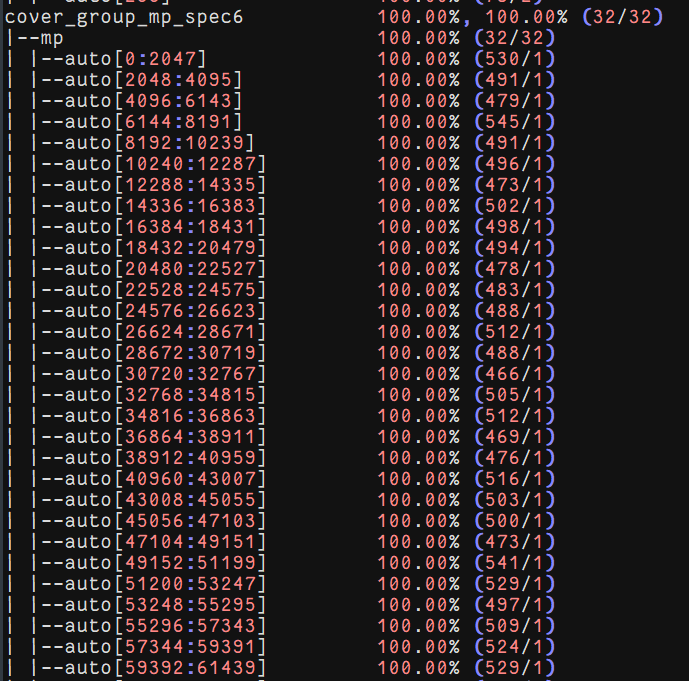 cover_group_mp_spec6 100.00%, 100.00% (32/32)
|--mp 100.00% (32/32)
| |--auto[0:2047] 100.00% (530/1)
| |--auto[2048:4095] 100.00% (491/1)
| |--auto[4096:6143] 100.00% (479/1)
| |--auto[6144:8191] 100.00% (545/1)
| |--auto[8192:10239] 100.00% (491/1)
| |--auto[10240:12287] 100.00% (496/1)
| |--auto[12288:14335] 100.00% (473/1)
| |--auto[14336:16383] 100.00% (502/1)
| |--auto[16384:18431] 100.00% (498/1)
| |--auto[18432:20479] 100.00% (494/1)
| |--auto[20480:22527] 100.00% (478/1)
| |--auto[22528:24575] 100.00% (483/1)
| |--auto[24576:26623] 100.00% (488/1)
| |--auto[26624:28671] 100.00% (512/1)
| |--auto[28672:30719] 100.00% (488/1)
| |--auto[30720:32767] 100.00% (466/1)
| |--auto[32768:34815] 100.00% (505/1)
| |--auto[34816:36863] 100.00% (512/1)
| |--auto[36864:38911] 100.00% (469/1)
| |--auto[38912:40959] 100.00% (476/1)
| |--auto[40960:43007] 100.00% (516/1)
| |--auto[43008:45055] 100.00% (503/1)
| |--auto[45056:47103] 100.00% (500/1)
| |--auto[47104:49151] 100.00% (473/1)
| |--auto[49152:51199] 100.00% (541/1)
| |--auto[51200:53247] 100.00% (529/1)
| |--auto[53248:55295] 100.00% (497/1)
| |--auto[55296:57343] 100.00% (509/1)
| |--auto[57344:59391] 100.00% (524/1)
| |--auto[59392:61439] 100.00% (529/1)